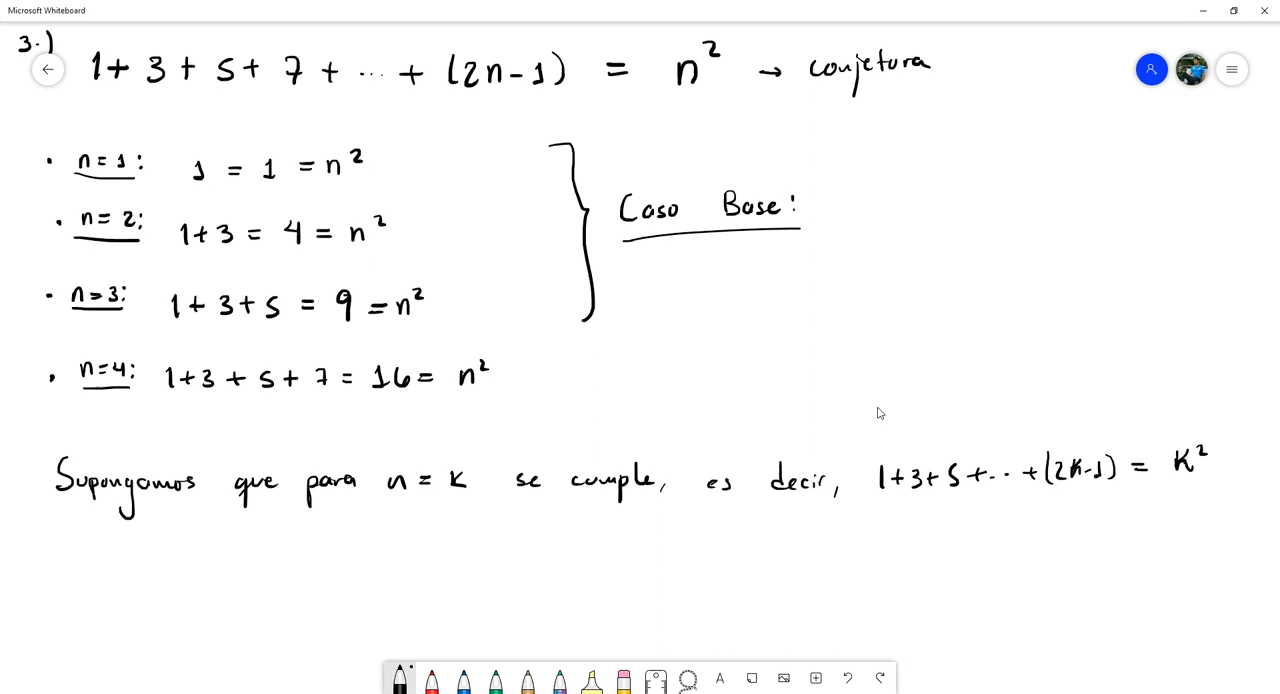 Microsoft Whiteboard
3.)
1 + 3 + 5 + 7 + ... + (2n - 1) = n² → conjetura
• n = 1: 1 = 1 = n²
• n = 2: 1 + 3 = 4 = n²
Caso Base:
• n = 3: 1 + 3 + 5 = 9 = n²
• n = 4: 1 + 3 + 5 + 7 = 16 = n²
Supongamos que para n = k se cumple, es decir, 1 + 3 + 5 + ... + (2k - 1) = k²
A